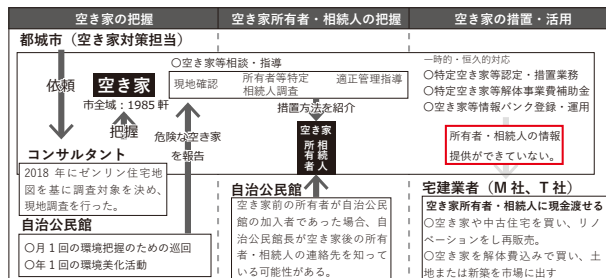 空き家の把握
空き家所有者・相続人の把握
空き家の措置・活用
都城市（空き家対策担当）
依頼
空き家
市全域：1985 軒
把握
〇空き家等相談・指導
現地確認
所有者等特定
相続人調査
適正管理指導
措置方法を紹介
危険な空き家
を報告
空き家
所有者
相続人
一時的・恒久的対応
〇特定空き家等認定・措置業務
〇特定空き家等解体事業費補助金
〇空き家等情報バンク登録・運用
所有者・相続人の情報
提供ができていない。
コンサルタント
2018 年にゼンリン住宅地
図を基に調査対象を決め、
現地調査を行った。
自治公民館
〇月 1 回の環境把握のための巡回
〇年 1 回の環境美化活動
自治公民館
空き家前の所有者が自治公民
館の加入者であった場合、自
治公民館長が空き家後の所有
者・相続人の連絡先を知って
いる可能性がある。
宅建業者（M 社、T 社）
空き家所有者・相続人に現金渡せる
〇空き家や中古住宅を買い、リノ
ベーションをし再販売。
〇空き家を解体費込みで買い、土
地または新築を市場に出す